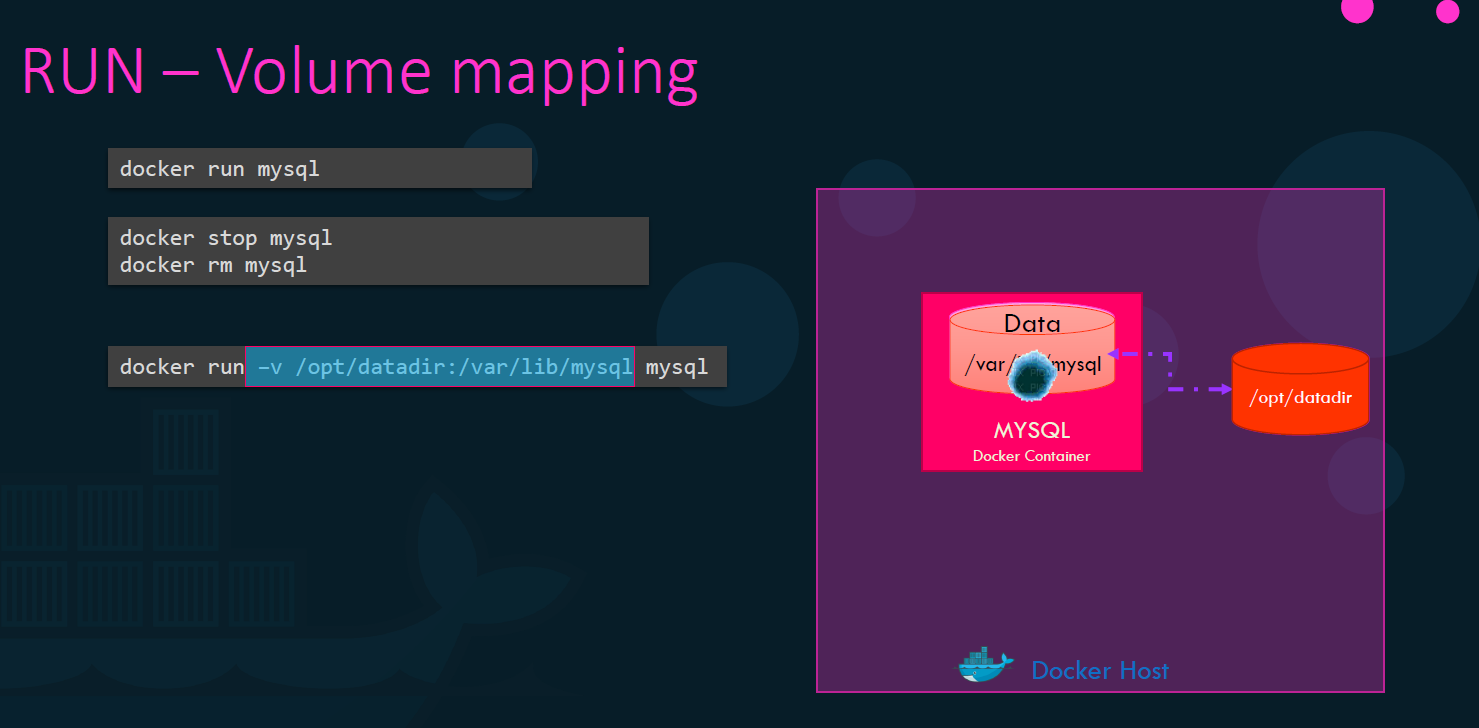 RUN – Volume mapping
docker run mysql
docker stop mysql
docker rm mysql
docker run –v /opt/datadir:/var/lib/mysql mysql
Data
/var/ mysql
MYSQL
Docker Container
/opt/datadir
Docker Host